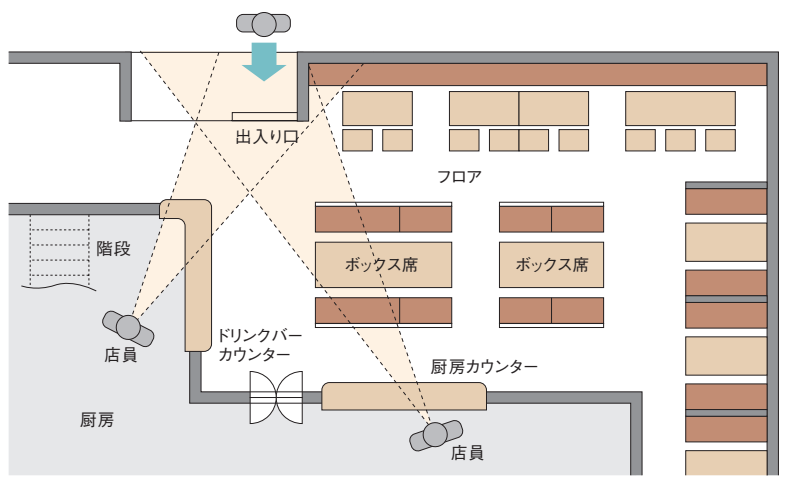 出入り口
フロア
階段
ボックス席
ボックス席
ドリンクバー
カウンター
店員
厨房カウンター
厨房
店員